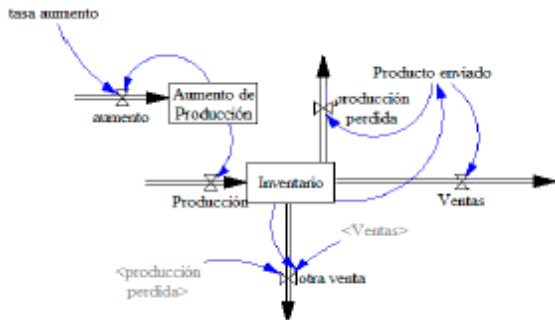 tasa aumento
aumento
Aumento de
Producción
Producto enviado
producción
perdida
Producción
Inventario
Ventas
<Ventas>
<producción
perdida>
otra venta